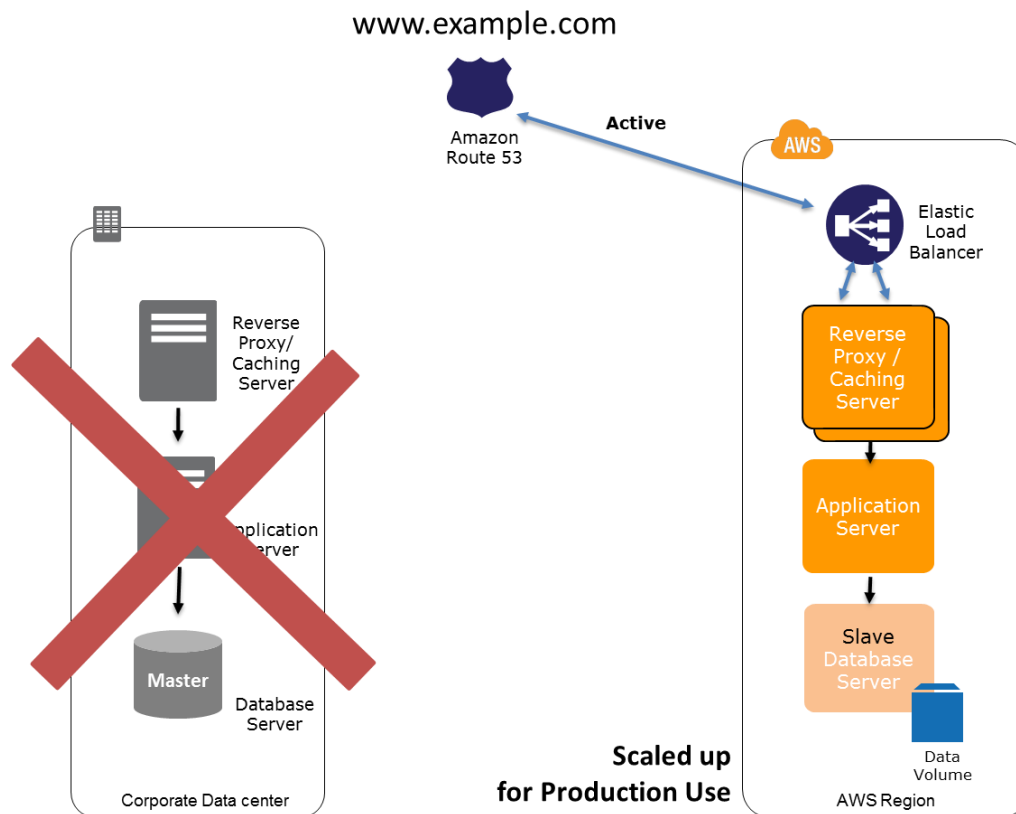 www.example.com
Amazon
Route 53
Active
AWS
Elastic
Load
Balancer
Reverse
Proxy/
Caching
Server
Application
Server
Master
Database
Server
Corporate Data center
Reverse
Proxy /
Caching
Server
Application
Server
Slave
Database
Server
Data
Volume
Scaled up
for Production Use
AWS Region